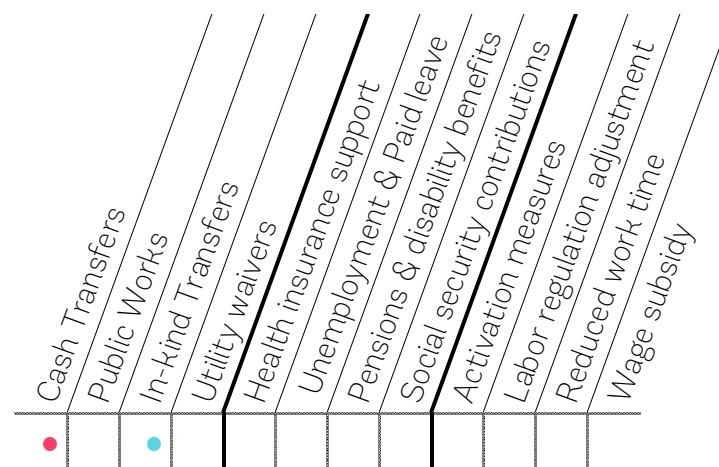 Cash Transfers
Public Works
In-kind Transfers
Utility waivers
Health insurance support
Unemployment & Paid leave
Pensions & disability benefits
Social security contributions
Activation measures
Labor regulation adjustment
Reduced work time
Wage subsidy